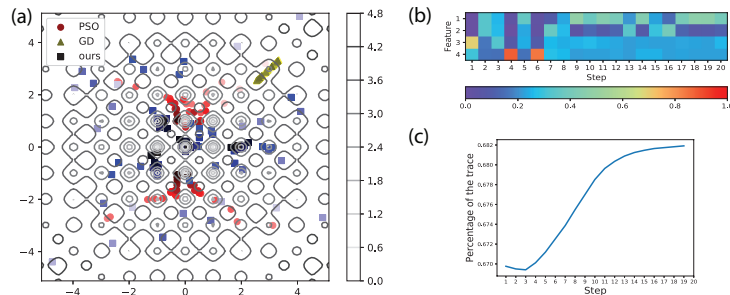 (a)
PSO
GD
ours
4
2
0
−2
−4
−4 −2 0 2 4
4.8
4.2
3.6
3.0
2.4
1.8
1.2
0.6
0.0
(b)
Feature
1
2
3
4
1 2 3 4 5 6 7 8 9 10 11 12 13 14 15 16 17 18 19 20
Step
0.0 0.2 0.4 0.6 0.8 1.0
(c)
Percentage of the trace
0.682
0.680
0.678
0.676
0.674
0.672
0.670
1 2 3 4 5 6 7 8 9 10 11 12 13 14 15 16 17 18 19 20
Step